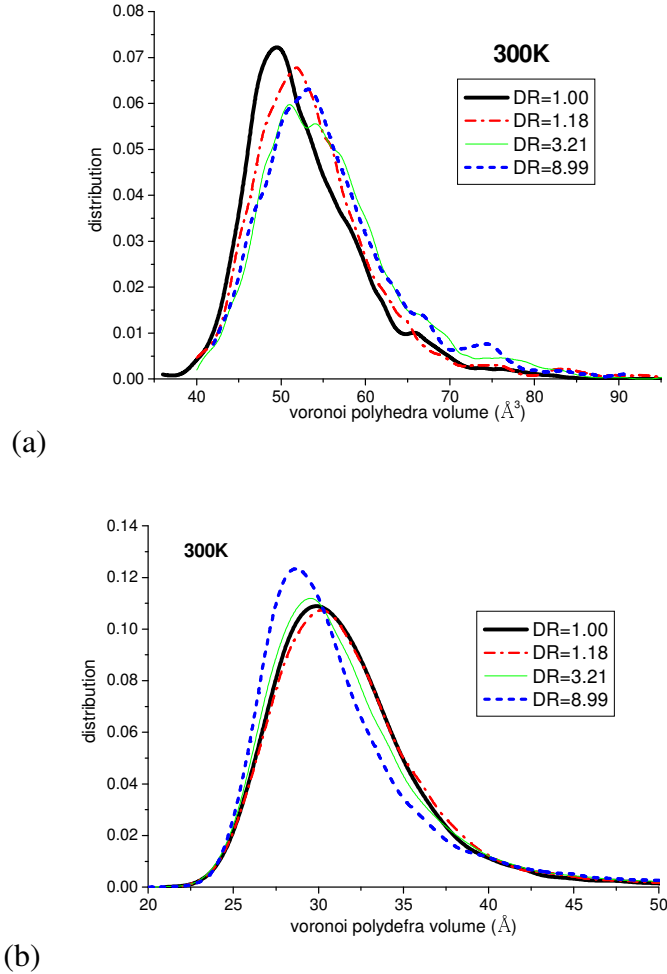 0.08
0.07
0.06
0.05
0.04
0.03
0.02
0.01
0.00
distribution
300K
DR=1.00
DR=1.18
DR=3.21
DR=8.99
40 50 60 70 80 90
voronoi polyhedra volume (Å³)
(a)
0.14
0.12
0.10
0.08
0.06
0.04
0.02
0.00
distribution
300K
DR=1.00
DR=1.18
DR=3.21
DR=8.99
20 25 30 35 40 45 50
voronoi polydefra volume (Å)
(b)